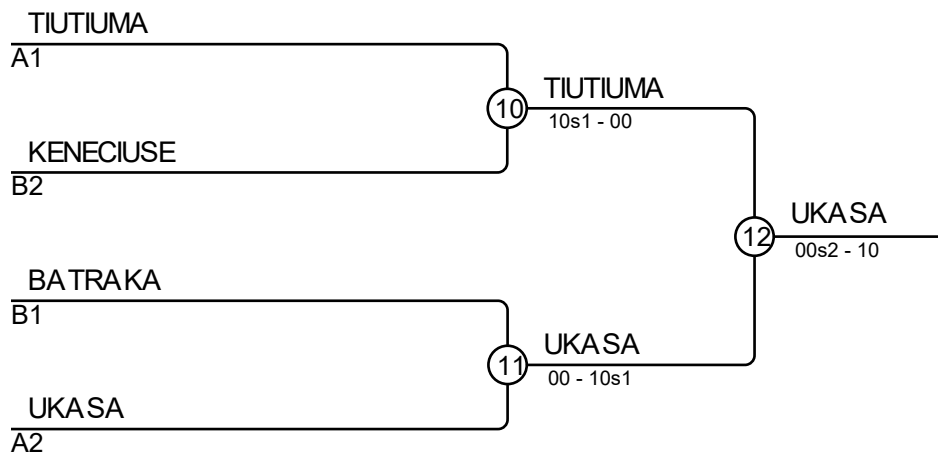 TIUTIUMA
A1
10
TIUTIUMA
10s1 - 00
KENECIUSE
B2
12
UKASA
00s2 - 10
BATRAKA
B1
11
UKASA
00 - 10s1
UKASA
A2